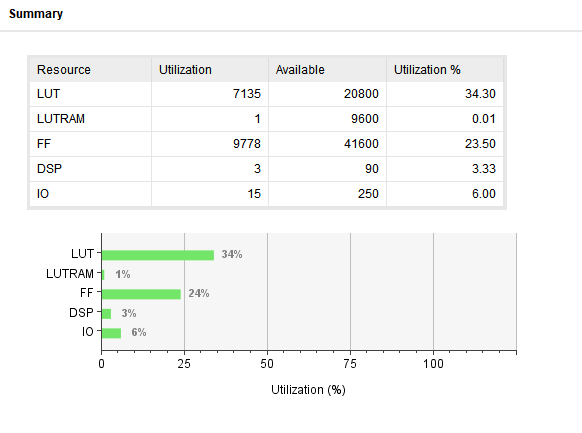 Summary
Resource Utilization Available Utilization %
LUT 7135 20800 34.30
LUTRAM 1 9600 0.01
FF 9778 41600 23.50
DSP 3 90 3.33
IO 15 250 6.00
LUT 34%
LUTRAM 1%
FF 24%
DSP 3%
IO 6%
0 25 50 75 100
Utilization (%)